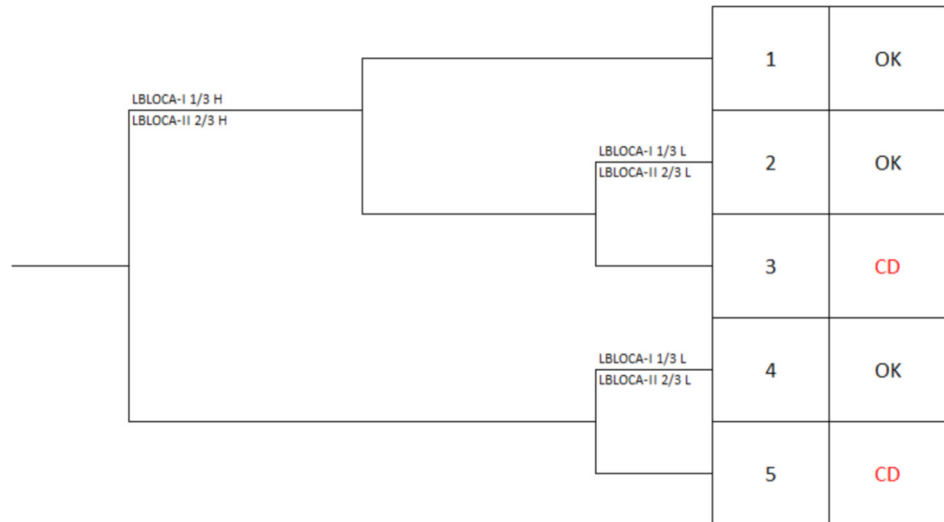 1 OK
LBLOCA-I 1/3 H
LBLOCA-II 2/3 H
LBLOCA-I 1/3 L
LBLOCA-II 2/3 L
2 OK
3 CD
LBLOCA-I 1/3 L
LBLOCA-II 2/3 L
4 OK
5 CD